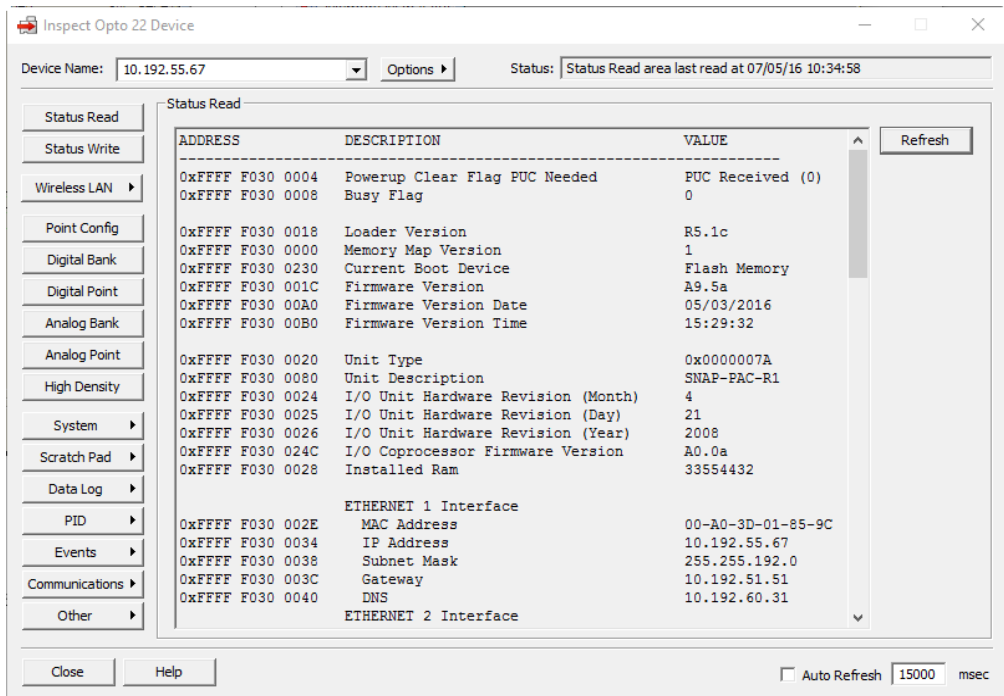 Inspect Opto 22 Device
Device Name: 10.192.55.67 Options Status: Status Read area last read at 07/05/16 10:34:58
Status Read
Status Write
Wireless LAN
Point Config
Digital Bank
Digital Point
Analog Bank
Analog Point
High Density
System
Scratch Pad
Data Log
PID
Events
Communications
Other
Status Read
ADDRESS DESCRIPTION VALUE
Refresh
0xFFFF F030 0004 Powerup Clear Flag PUC Needed PUC Received (0)
0xFFFF F030 0008 Busy Flag 0
0xFFFF F030 0018 Loader Version R5.1c
0xFFFF F030 0000 Memory Map Version 1
0xFFFF F030 0230 Current Boot Device Flash Memory
0xFFFF F030 001C Firmware Version A9.5a
0xFFFF F030 00A0 Firmware Version Date 05/03/2016
0xFFFF F030 00B0 Firmware Version Time 15:29:32
0xFFFF F030 0020 Unit Type 0x0000007A
0xFFFF F030 0080 Unit Description SNAP-PAC-R1
0xFFFF F030 0024 I/O Unit Hardware Revision (Month) 4
0xFFFF F030 0025 I/O Unit Hardware Revision (Day) 21
0xFFFF F030 0026 I/O Unit Hardware Revision (Year) 2008
0xFFFF F030 024C I/O Coprocessor Firmware Version A0.0a
0xFFFF F030 0028 Installed Ram 33554432
ETHERNET 1 Interface
0xFFFF F030 002E MAC Address 00-A0-3D-01-85-9C
0xFFFF F030 0034 IP Address 10.192.55.67
0xFFFF F030 0038 Subnet Mask 255.255.192.0
0xFFFF F030 003C Gateway 10.192.51.51
0xFFFF F030 0040 DNS 10.192.60.31
ETHERNET 2 Interface
Close Help Auto Refresh 15000 msec